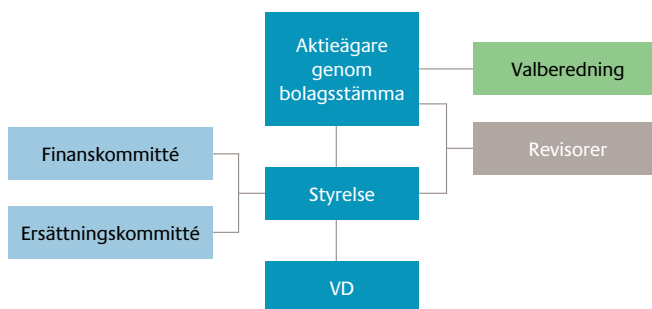 Aktieägare
genom
bolagsstämma
Valberedning
Finanskommitté
Revisorer
Styrelse
Ersättningskommitté
VD